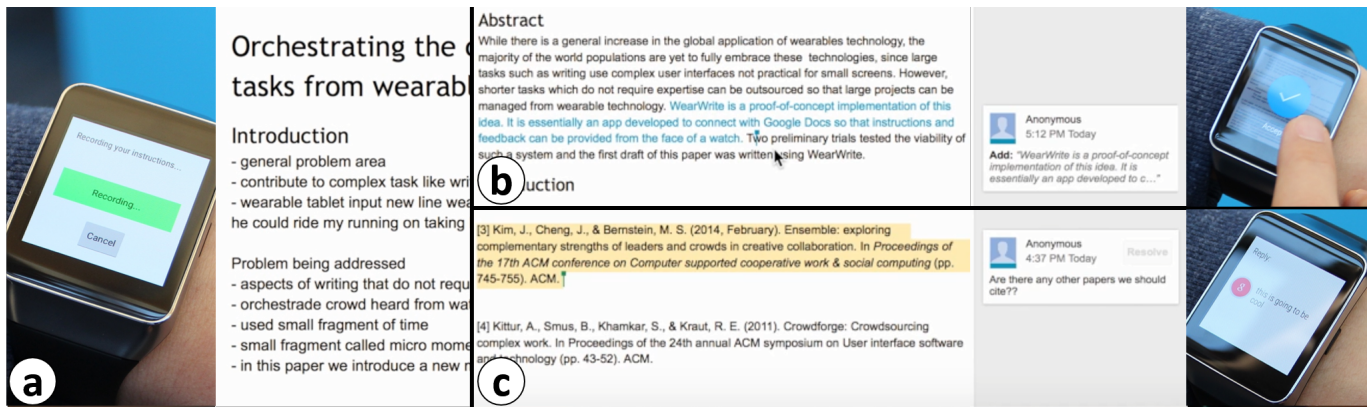 Recording your instructions...
Recording...
Cancel
a
Orchestrating the
tasks from wearabl
Introduction
- general problem area
- contribute to complex task like wri
- wearable tablet input new line wea
he could ride my running on taking
Problem being addressed
- aspects of writing that do not requ
- orchestrade crowd heard from wat
- used small fragment of time
- small fragment called micro mome
- in this paper we introduce a new m
Abstract
While there is a general increase in the global application of wearables technology, the
majority of the world populations are yet to fully embrace these technologies, since large
tasks such as writing use complex user interfaces not practical for small screens. However,
shorter tasks which do not require expertise can be outsourced so that large projects can be
managed from wearable technology. WearWrite is a proof-of-concept implementation of this
idea. It is essentially an app developed to connect with Google Docs so that instructions and
feedback can be provided from the face of a watch. Two preliminary trials tested the viability of
such a system and the first draft of this paper was written using WearWrite.
b
uction
Anonymous
5:12 PM Today
Add: "WearWrite is a proof-of-concept
implementation of this idea. It is
essentially an app developed to c..."
[3] Kim, J., Cheng, J., & Bernstein, M. S. (2014, February). Ensemble: exploring
complementary strengths of leaders and crowds in creative collaboration. In Proceedings of
the 17th ACM conference on Computer supported cooperative work & social computing (pp.
745-755). ACM.
[4] Kittur, A., Smus, B., Khamkar, S., & Kraut, R. E. (2011). Crowdforge: Crowdsourcing
complex work. In Proceedings of the 24th annual ACM symposium on User interface software
and technology (pp. 43-52). ACM.
c
Anonymous
4:37 PM Today
Resolve
Are there any other papers we should
cite??
Reply:
8
this is going to be
cool